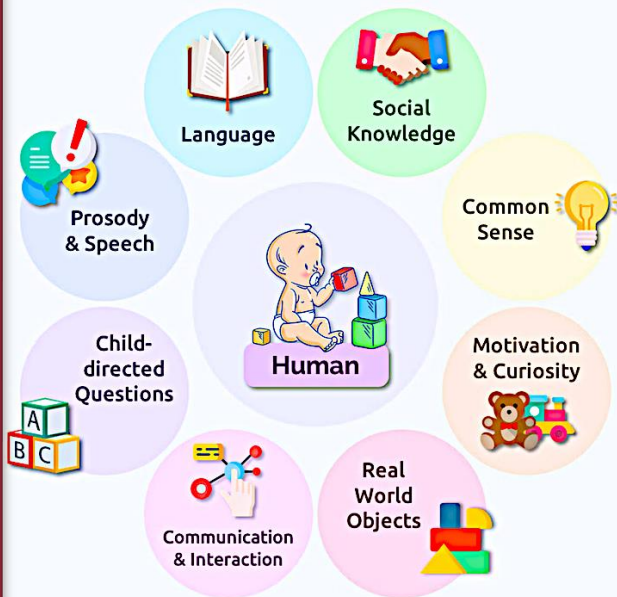 Language
Social
Knowledge
Common
Sense
Motivation
& Curiosity
Real
World
Objects
Communication
& Interaction
Child-
directed
Questions
A
B C
Prosody
& Speech
Human